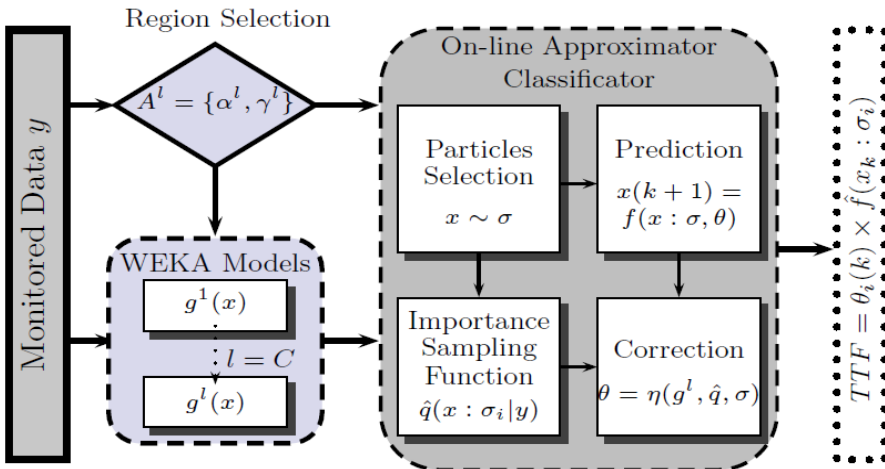 Monitored Data y
Region Selection
A^l = {α^l, γ^l}
WEKA Models
g^1(x)
l = C
g^l(x)
On-line Approximator
Classificator
Particles
Selection
x ∼ σ
Prediction
x(k + 1) =
f(x : σ, θ)
Importance
Sampling
Function
q̂(x : σ_i|y)
Correction
θ = η(g^l, q̂, σ)
TTF = θ_i(k) × f̂(x_k : σ_i)